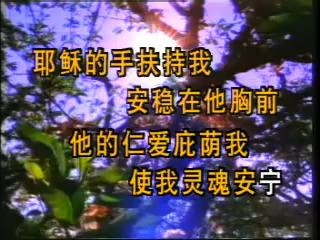 耶稣的手扶持我
安稳在他胸前
他的仁爱庇荫我
使我灵魂安宁